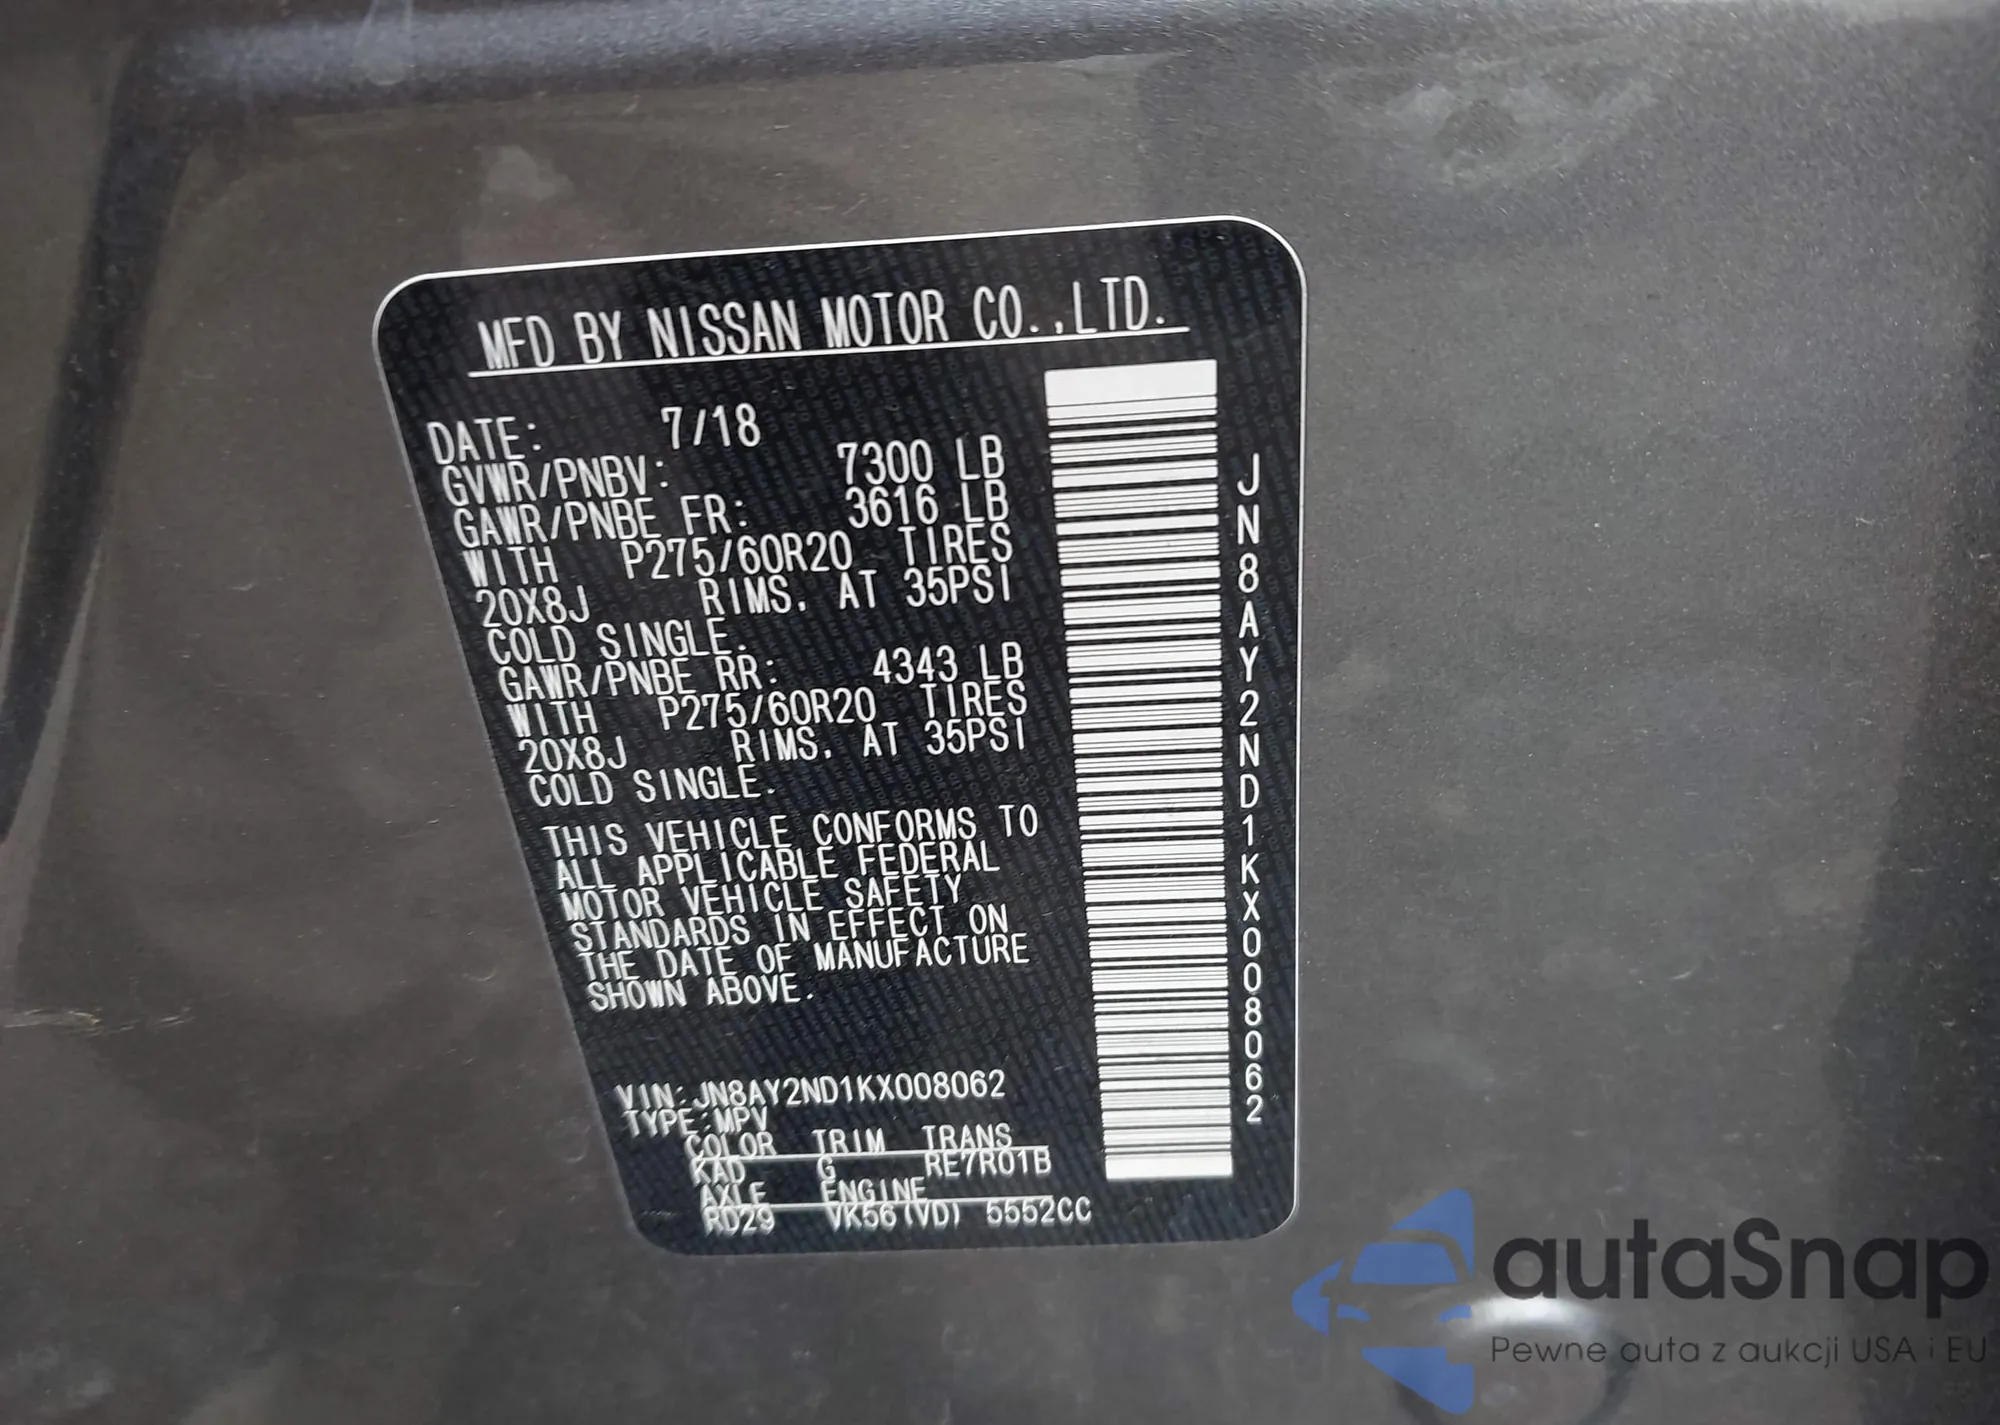 MFD BY NISSAN MOTOR CO.,LTD.
DATE: 7/18
GVWR/PNBV: 7300 LB
GAWR/PNBE FR: 3616 LB
WITH P275/60R20 TIRES
20X8J RIMS, AT 35PSI
COLD SINGLE.
GAWR/PNBE RR: 4343 LB
WITH P275/60R20 TIRES
20X8J RIMS, AT 35PSI
COLD SINGLE.
THIS VEHICLE CONFORMS TO
ALL APPLICABLE FEDERAL
MOTOR VEHICLE SAFETY
STANDARDS IN EFFECT ON
THE DATE OF MANUFACTURE
SHOWN ABOVE.
VIN:JN8AY2ND1KX008062
TYPE:MPV
COLOR TRIM TRANS
KAD G RE7R01B
AXLE ENGINE
RD29 VK56(VD) 5552CC
JN8AY2ND1KX008062
autaSnap
Pewne auta z aukcji USA i EU